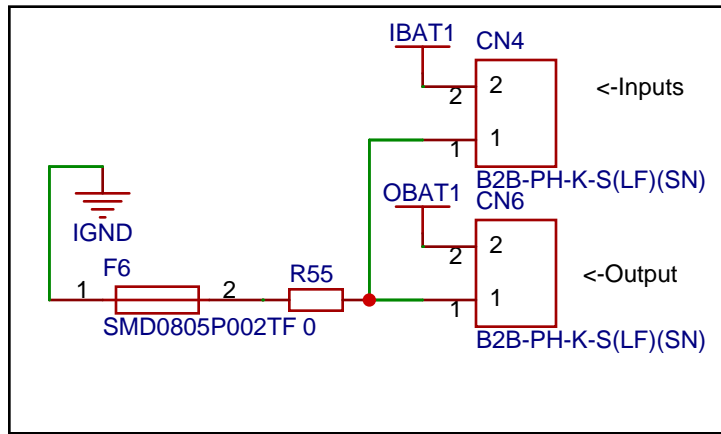 IBAT1
CN4
2
2
<-Inputs
1
1
B2B-PH-K-S(LF)(SN)
OBAT1
CN6
2
2
<-Output
1
1
B2B-PH-K-S(LF)(SN)
IGND
F6
R55
1
2
SMD0805P002TF 0